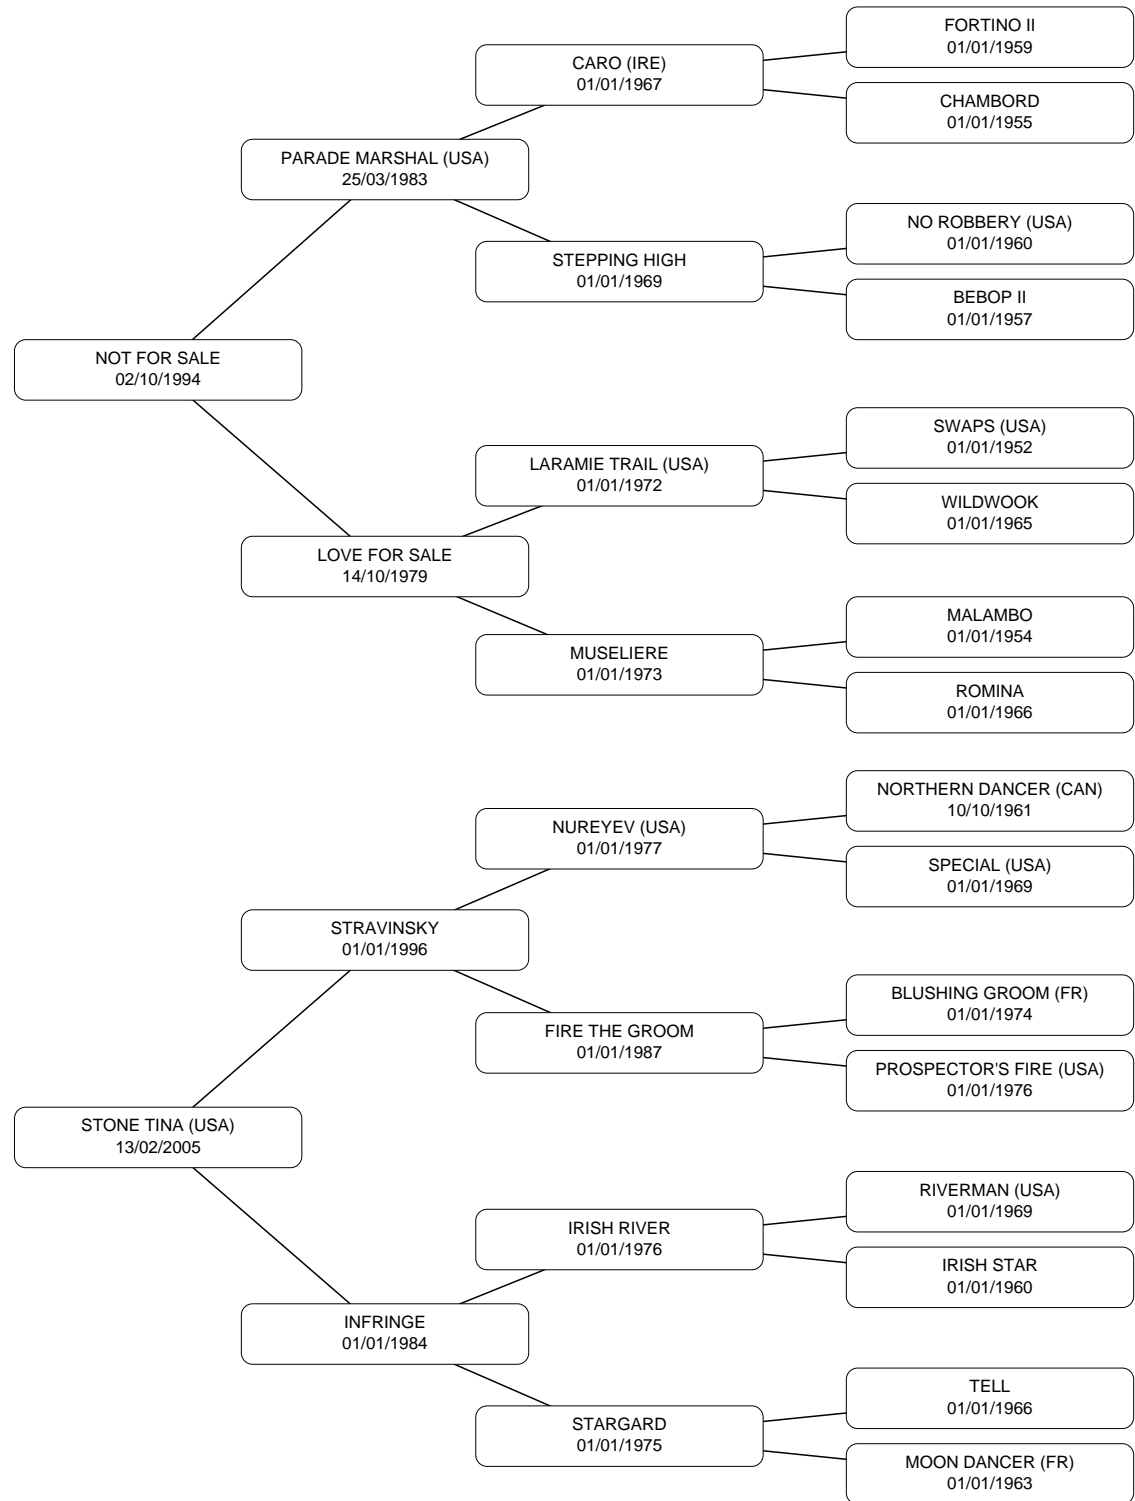 FORTINO II
01/01/1959
CARO (IRE)
01/01/1967
CHAMBORD
01/01/1955
PARADE MARSHAL (USA)
25/03/1983
NO ROBBERY (USA)
01/01/1960
STEPPING HIGH
01/01/1969
BEBOP II
01/01/1957
NOT FOR SALE
02/10/1994
SWAPS (USA)
01/01/1952
LARAMIE TRAIL (USA)
01/01/1972
WILDWOOK
01/01/1965
LOVE FOR SALE
14/10/1979
MALAMBO
01/01/1954
MUSELIERE
01/01/1973
ROMINA
01/01/1966
NORTHERN DANCER (CAN)
10/10/1961
NUREYEV (USA)
01/01/1977
SPECIAL (USA)
01/01/1969
STRAVINSKY
01/01/1996
BLUSHING GROOM (FR)
01/01/1974
FIRE THE GROOM
01/01/1987
PROSPECTOR'S FIRE (USA)
01/01/1976
STONE TINA (USA)
13/02/2005
RIVERMAN (USA)
01/01/1969
IRISH RIVER
01/01/1976
IRISH STAR
01/01/1960
INFRINGE
01/01/1984
TELL
01/01/1966
STARGARD
01/01/1975
MOON DANCER (FR)
01/01/1963